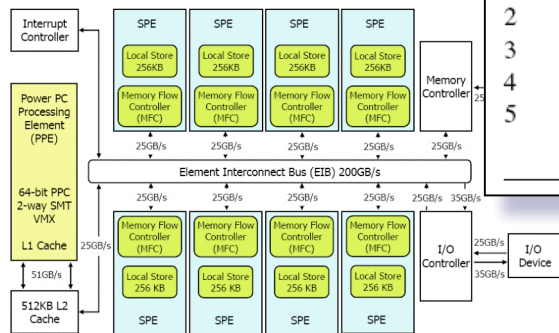 Interrupt
Controller
SPE
SPE
SPE
SPE
Local Store
256KB
Local Store
256KB
Local Store
256KB
Local Store
256KB
Memory Flow
Controller
(MFC)
Memory Flow
Controller
(MFC)
Memory Flow
Controller
(MFC)
Memory Flow
Controller
(MFC)
Memory
Controller
25
2
3
4
5
Power PC
Processing
Element
(PPE)
64-bit PPC
2-way SMT
VMX
L1 Cache
25GB/s
25GB/s
25GB/s
25GB/s
25GB/s
Element Interconnect Bus (EIB) 200GB/s
25GB/s
25GB/s
25GB/s
25GB/s
25GB/s
35GB/s
25GB/s
51GB/s
512KB L2
Cache
Memory Flow
Controller
(MFC)
Memory Flow
Controller
(MFC)
Memory Flow
Controller
(MFC)
Memory Flow
Controller
(MFC)
Local Store
256 KB
Local Store
256 KB
Local Store
256 KB
Local Store
256 KB
SPE
SPE
SPE
SPE
I/O
Controller
25GB/s
35GB/s
I/O
Device